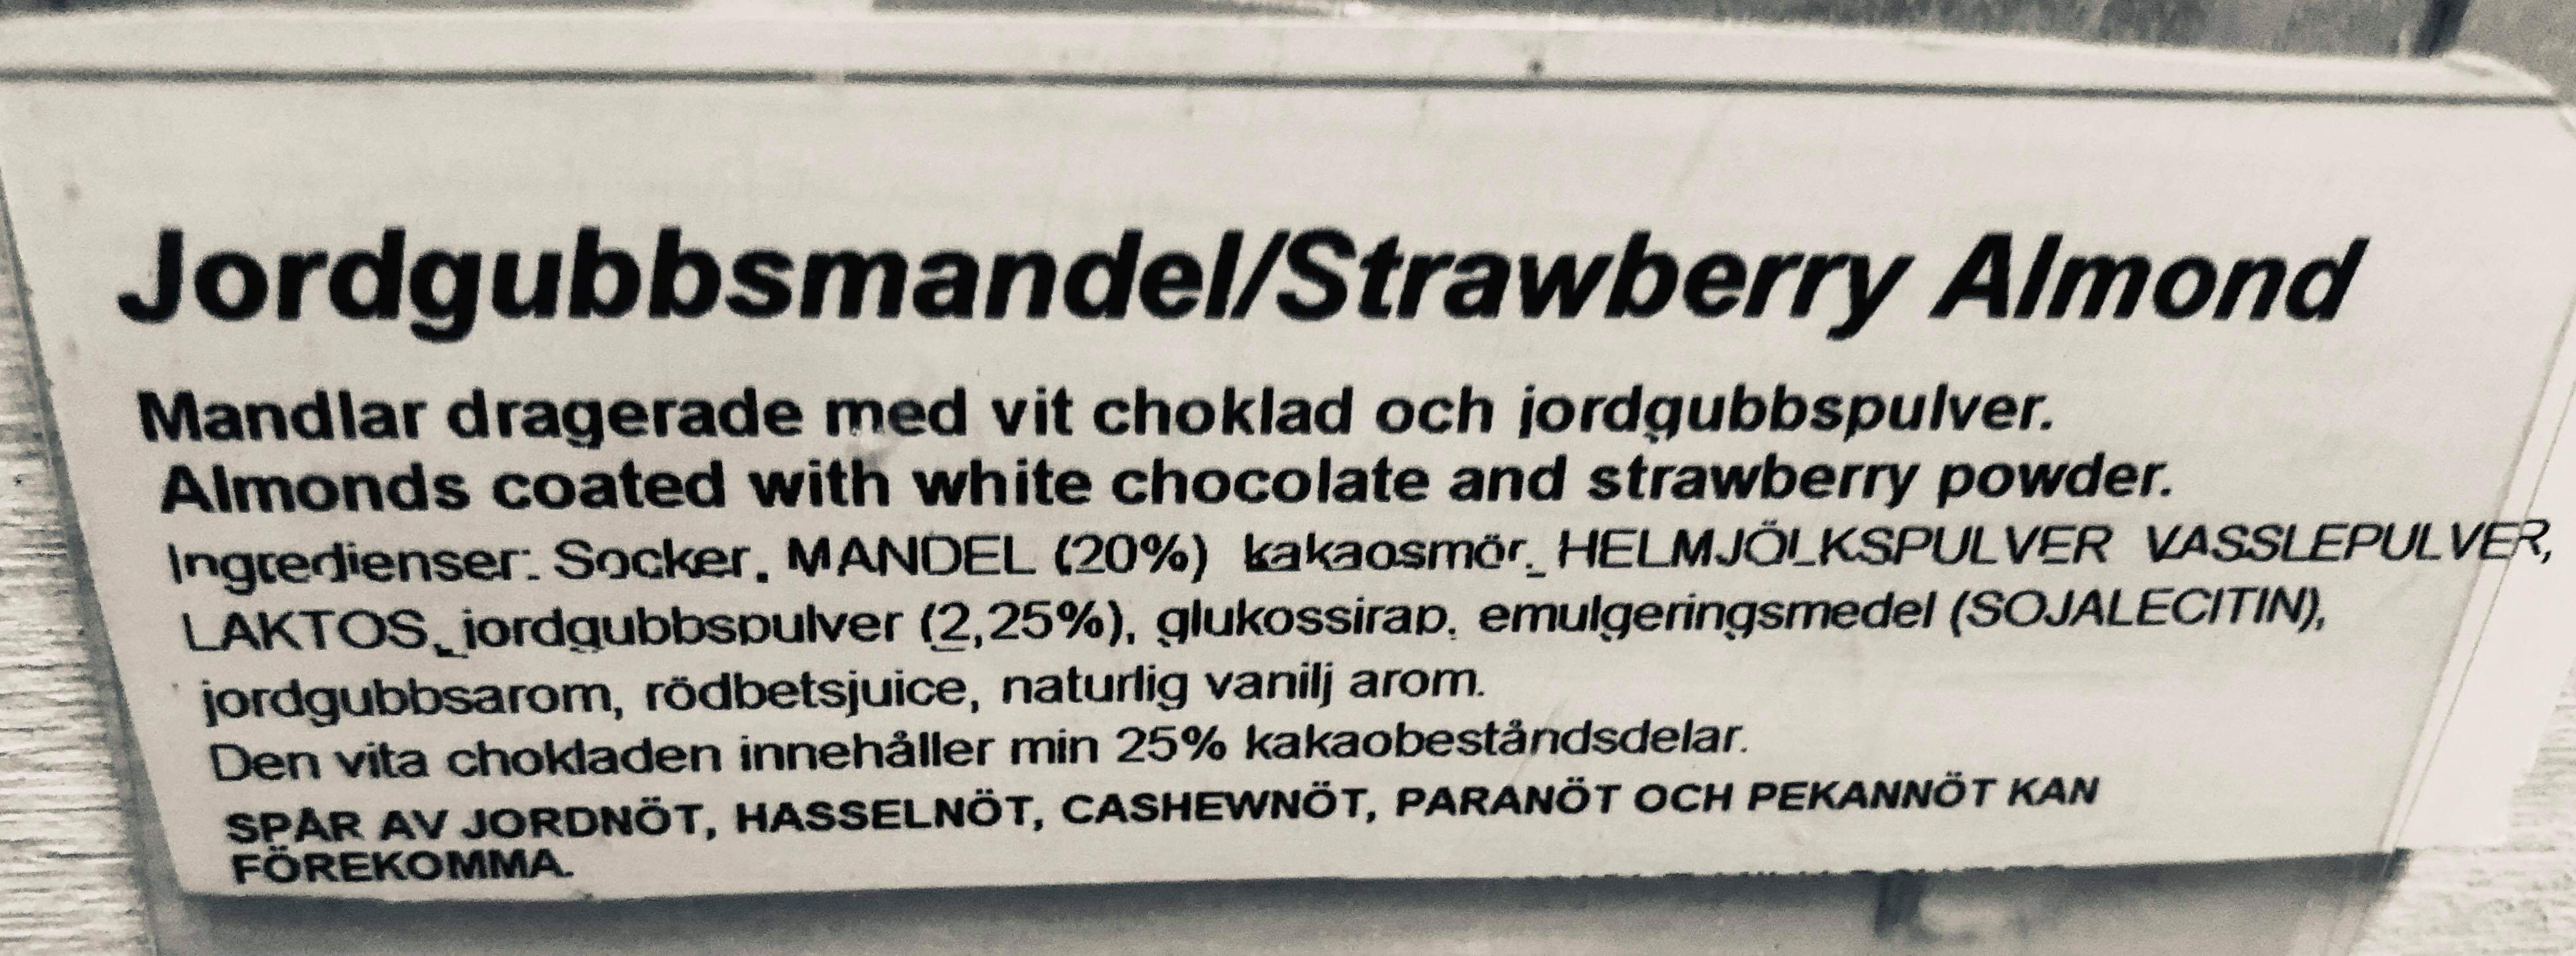 Jordgubbsmandel/Strawberry Almond
Mandlar dragerade med vit choklad och jordgubbspulver.
Almonds coated with white chocolate and strawberry powder.
Ingredienser: Socker, MANDEL (20%) kakaosmör, HELMJÖLKSPULVER VASSLEPULVER,
LAKTOS, jordgubbspulver (2,25%), glukossirap, emulgeringsmedel (SOJALECITIN),
jordgubbsarom, rödbetsjuice, naturlig vanilj arom.
Den vita chokladen innehåller min 25% kakaobeståndsdelar.
SPÅR AV JORDNÖT, HASSELNÖT, CASHEWNÖT, PARANÖT OCH PEKANNÖT KAN
FÖREKOMMA.